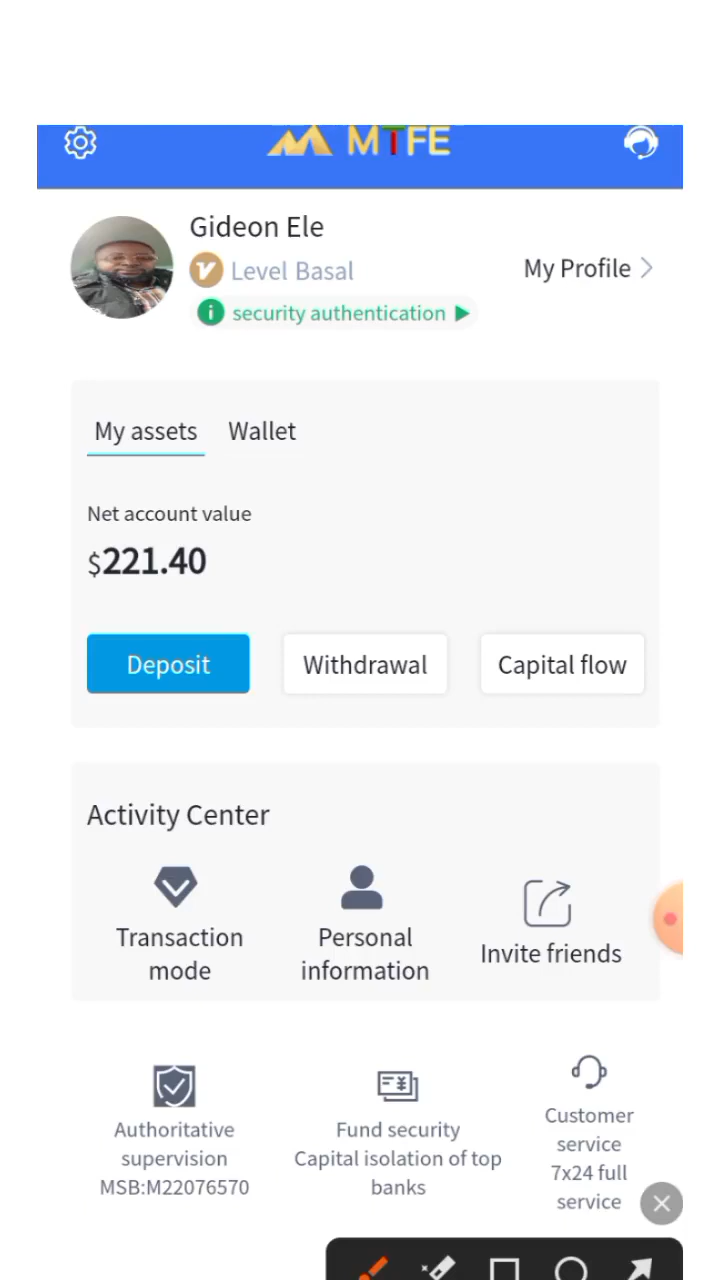 MTFE
Gideon Ele
Level Basal
My Profile
security authentication
My assets
Wallet
Net account value
$221.40
Deposit
Withdrawal
Capital flow
Activity Center
Transaction
mode
Personal
information
Invite friends
Authoritative
supervision
MSB:M22076570
Fund security
Capital isolation of top
banks
Customer
service
7x24 full
service